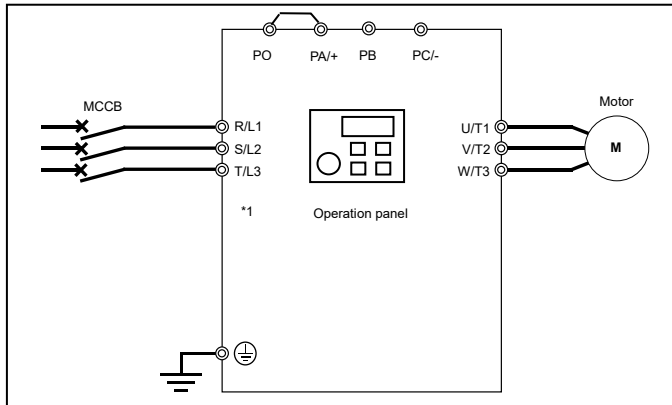 PO PA/+ PB PC/-
MCCB
Motor
R/L1
S/L2
T/L3
U/T1
V/T2
W/T3
M
*1
Operation panel